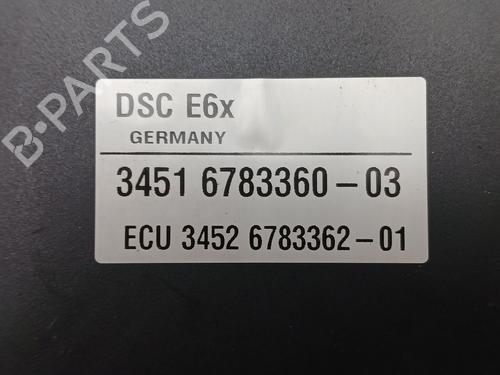 DSC E6x
GERMANY
3451 6783360-03
ECU 3452 6783362-01
B-PARTS